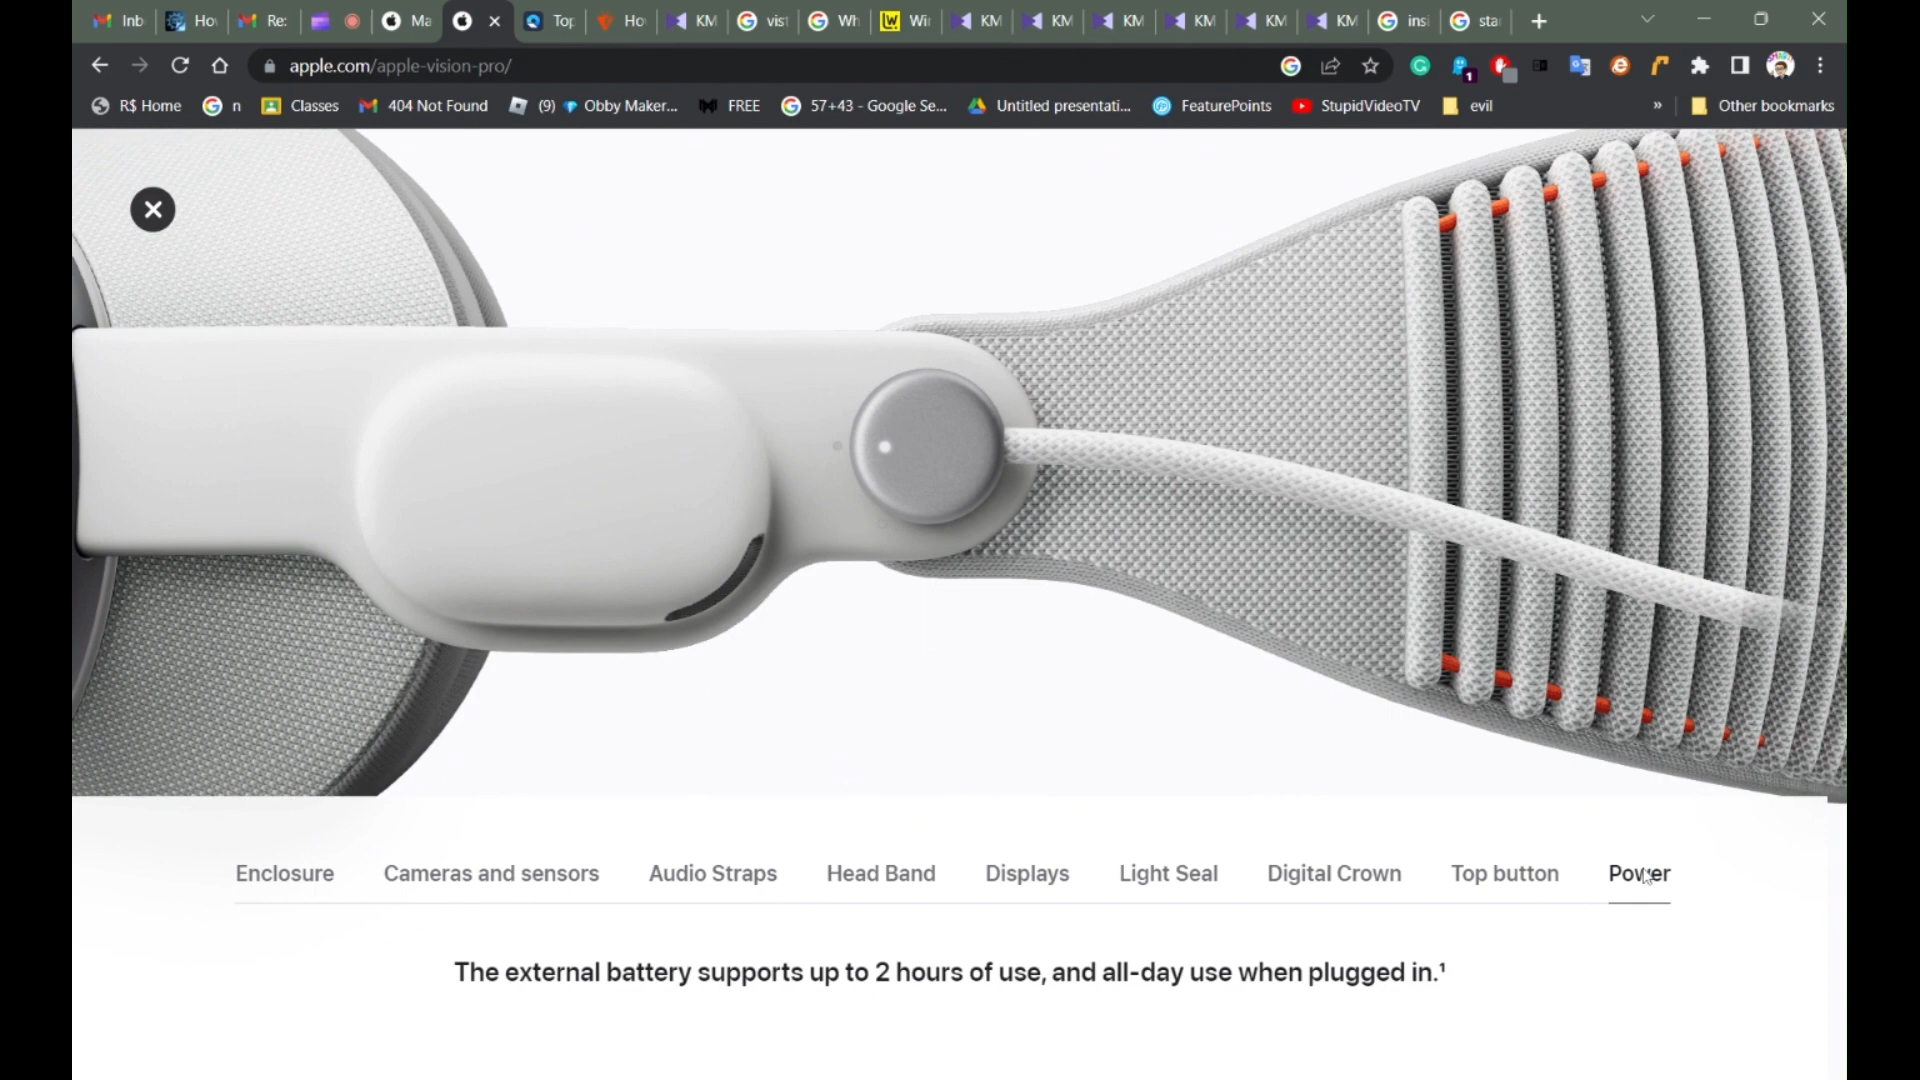 Inb
Ho
Re:
Ma
Top
Ho
KM
vist
Wh
Wi
KM
KM
KM
KM
KM
KM
insi
sta
apple.com/apple-vision-pro/
1
R$ Home
n
Classes
404 Not Found
(9)
Obby Maker...
FREE
57+43 - Google Se...
Untitled presentati...
FeaturePoints
StupidVideoTV
evil
»
Other bookmarks
Enclosure
Cameras and sensors
Audio Straps
Head Band
Displays
Light Seal
Digital Crown
Top button
Power
The external battery supports up to 2 hours of use, and all-day use when plugged in.¹